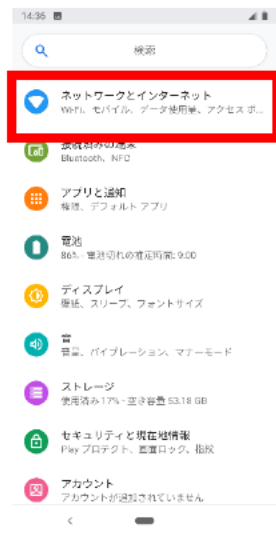 14:36
検索
ネットワークとインターネット
Wi-Fi、モバイル、データ使用量、アクセス ポ...
接続済みの端末
Bluetooth、NFC
アプリと通知
権限、デフォルト アプリ
電池
86% - 電池切れの推定時間: 9:00
ディスプレイ
壁紙、スリープ、フォントサイズ
音
音量、バイブレーション、マナーモード
ストレージ
使用済み 17% - 空き容量 53.18 GB
セキュリティと現在地情報
Play プロテクト、画面ロック、指紋
アカウント
アカウントが追加されていません